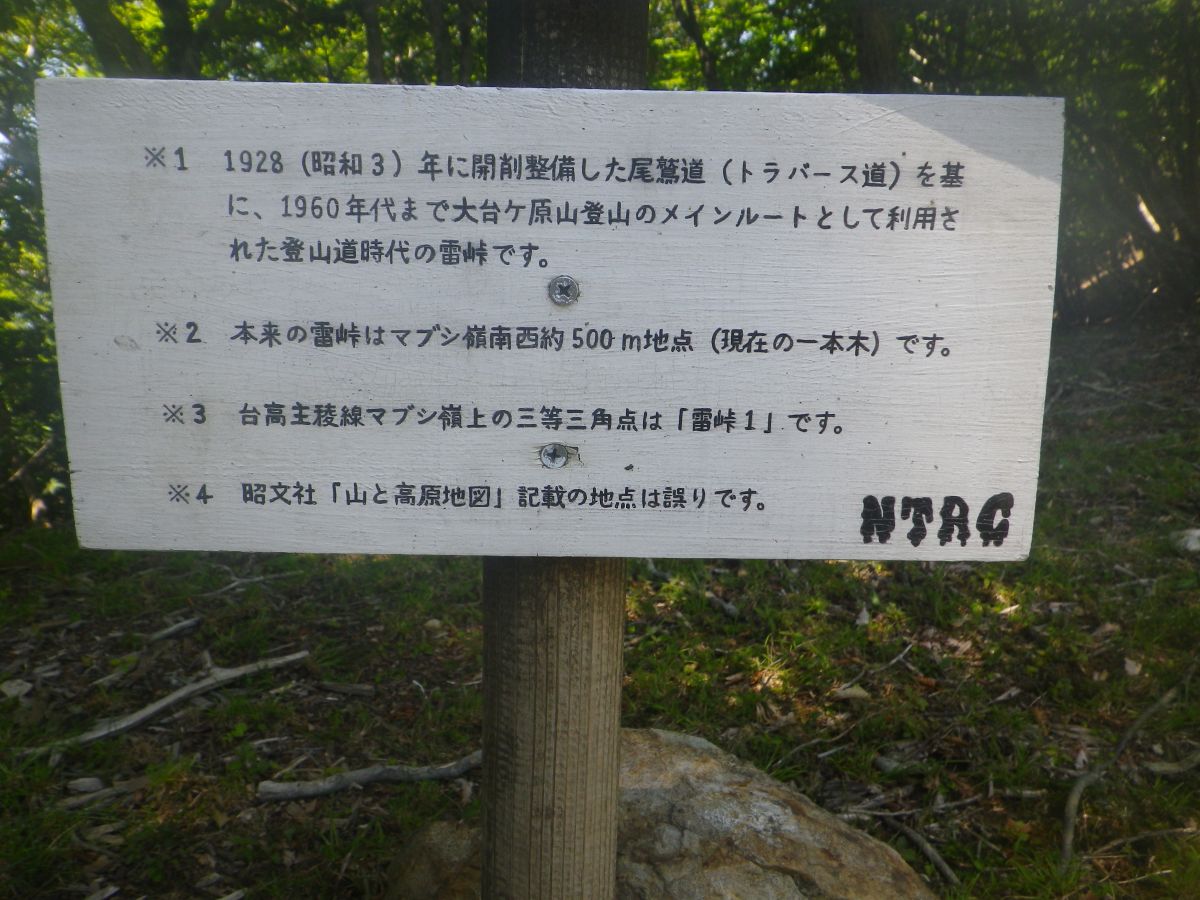 ※1 1928（昭和3）年に開削整備した尾鷲道（トラバース道）を基
に、1960年代まで大台ケ原山登山のメインルートとして利用さ
れた登山道時代の雷峠です。
※2 本来の雷峠はマブシ嶺南西約500m地点（現在の一本木）です。
※3 台高主稜線マブシ嶺上の三等三角点は「雷峠1」です。
※4 昭文社「山と高原地図」記載の地点は誤りです。
NTRC